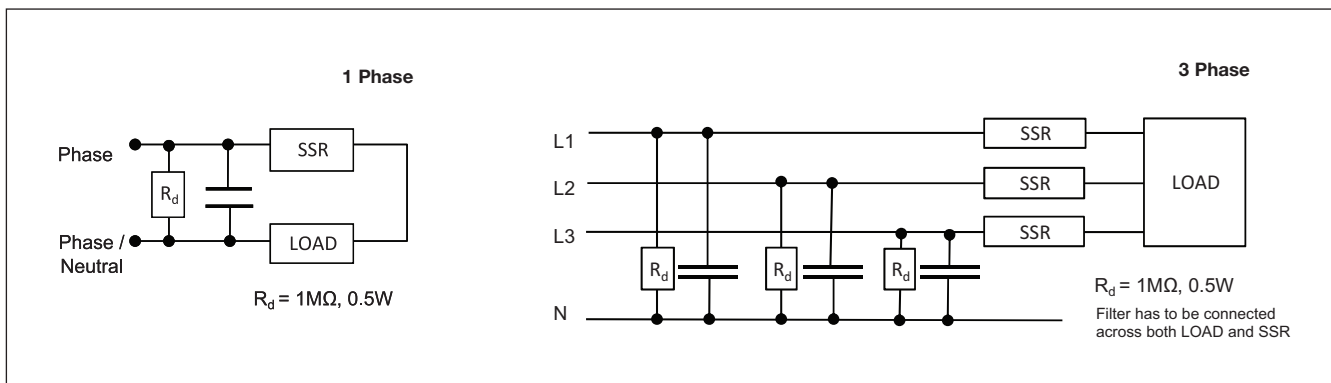 1 Phase
Phase
SSR
Rd
Phase /
Neutral
LOAD
Rd = 1MΩ, 0.5W
3 Phase
L1
SSR
L2
SSR
LOAD
L3
SSR
Rd
Rd
Rd
N
Rd = 1MΩ, 0.5W
Filter has to be connected
across both LOAD and SSR